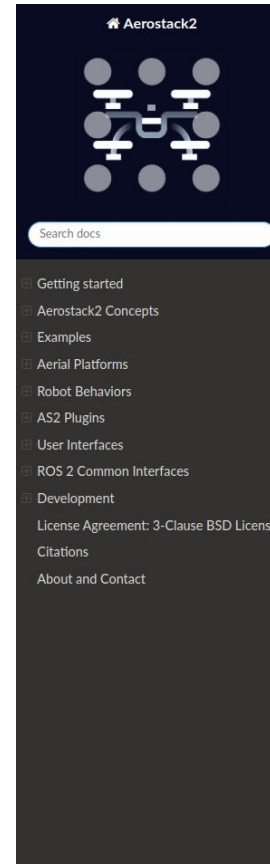 Aerostack2
Search docs
Getting started
Aerostack2 Concepts
Examples
Aerial Platforms
Robot Behaviors
AS2 Plugins
User Interfaces
ROS 2 Common Interfaces
Development
License Agreement: 3-Clause BSD Licens
Citations
About and Contact